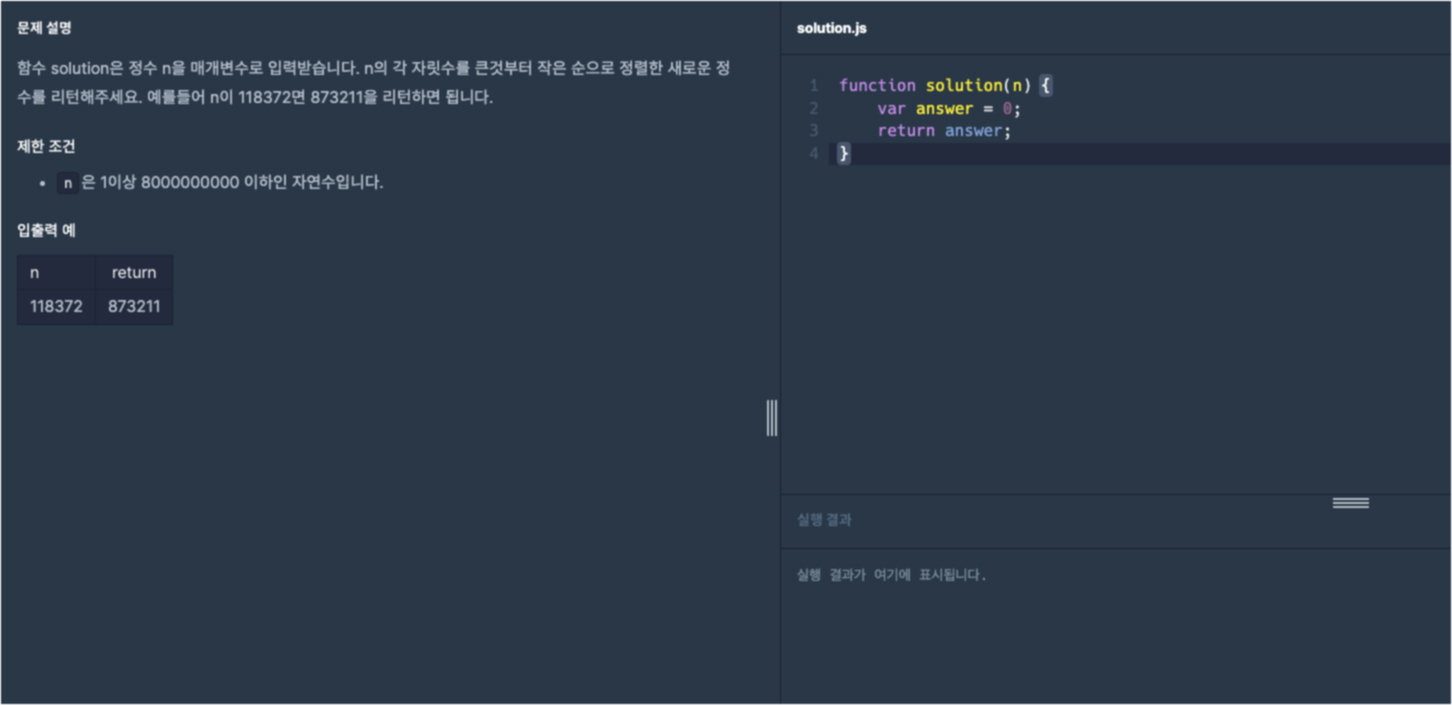 문제 설명
함수 solution은 정수 n을 매개변수로 입력받습니다. n의 각 자릿수를 큰것부터 작은 순으로 정렬한 새로운 정
수를 리턴해주세요. 예를들어 n이 118372면 873211을 리턴하면 됩니다.
제한 조건
• n 은 1이상 8000000000 이하인 자연수입니다.
입출력 예
n return
118372 873211
solution.js
1 function solution(n) {
2     var answer = 0;
3     return answer;
4 }
실행 결과
실행 결과가 여기에 표시됩니다.